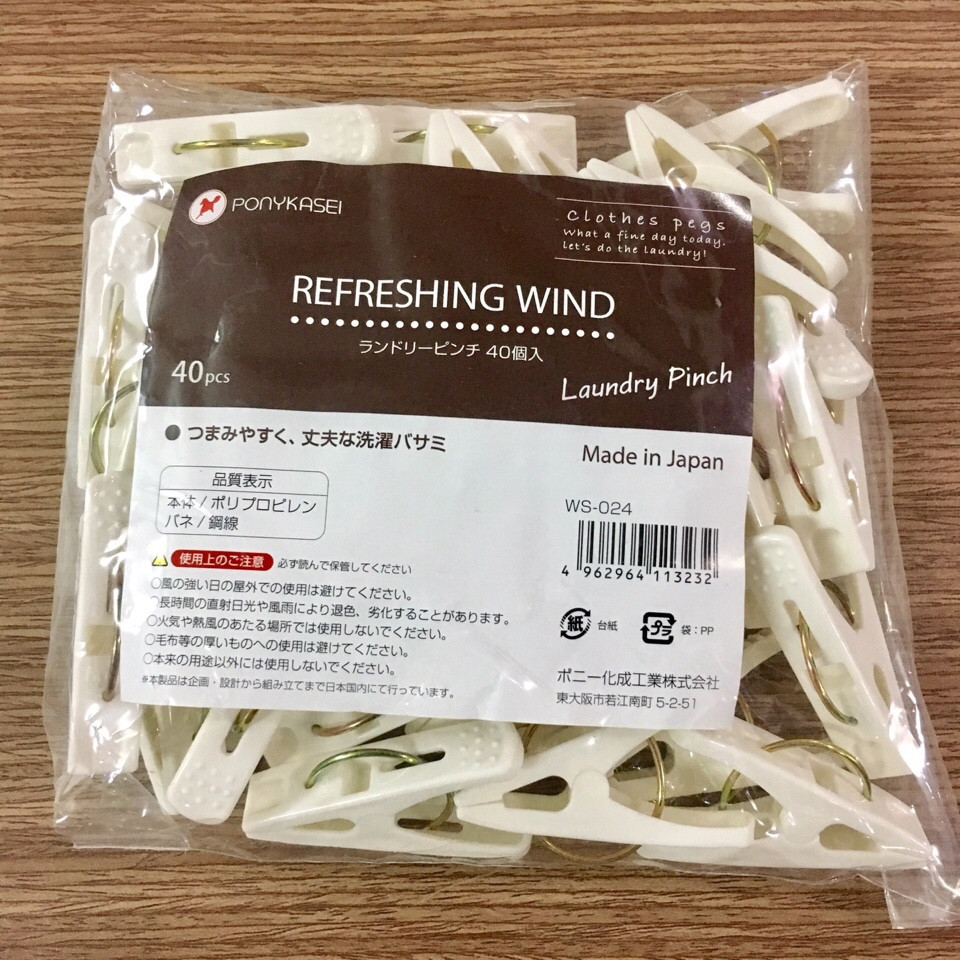 PONYKASEI
Clothes pegs
What a fine day today.
let's do the laundry!
REFRESHING WIND
ランドリーピンチ 40個入
40pcs
Laundry Pinch
●つまみやすく、丈夫な洗濯バサミ
Made in Japan
品質表示
本体/ポリプロピレン
バネ/鋼線
WS-024
4 962964 113232
使用上のご注意 必ず読んで保管してください
○風の強い日の屋外での使用は避けてください。
○長時間の直射日光や風雨により退色、劣化することがあります。
○火気や熱風のあたる場所では使用しないでください。
○毛布等の厚いものへの使用は避けてください。
○本来の用途以外には使用しないでください。
※本製品は企画・設計から組み立てまで日本国内にて行っています。
紙 台紙
プラ 袋:PP
ポニー化成工業株式会社
東大阪市若江南町 5-2-51